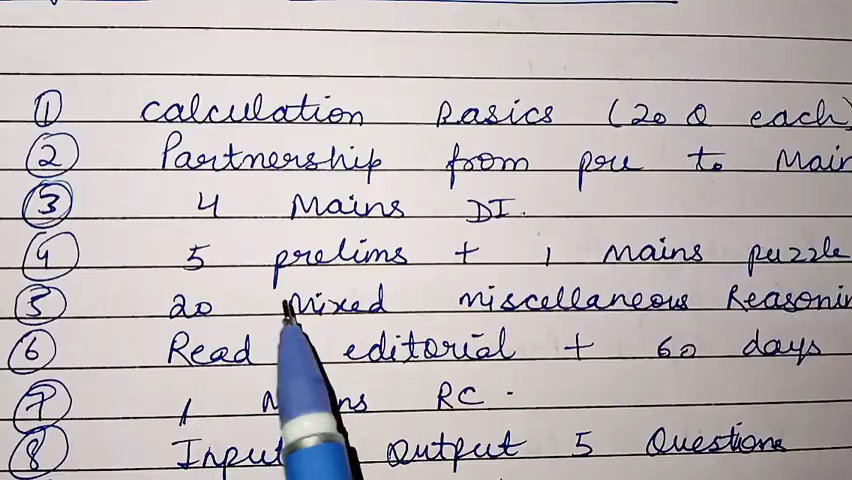 ① Calculation Basics (20 Q each)
② Partnership from pre to Main
③ 4 Mains DI.
④ 5 prelims + 1 Mains puzzle
⑤ 20 Mixed miscellaneous Reasonin
⑥ Read editorial + 60 days
⑦ 1 RC.
⑧ Input Output 5 Questions